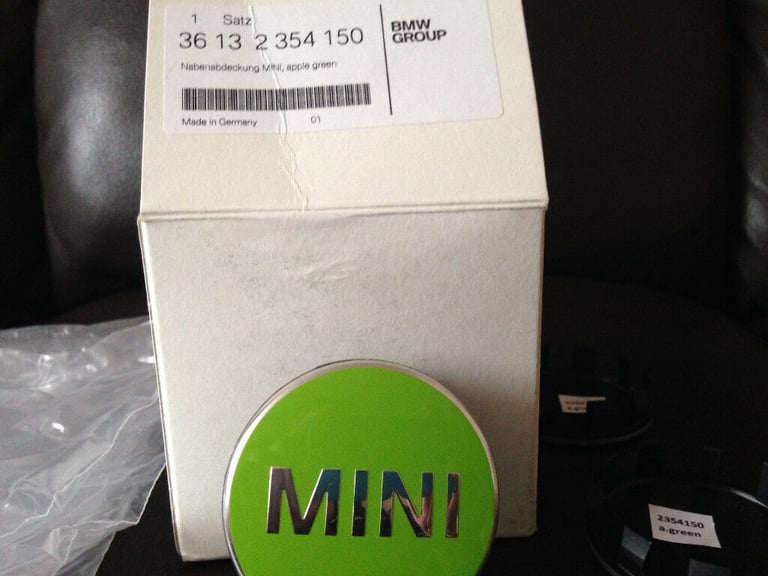 1 Satz
36 13 2 354 150
Nabenabdeckung MINI, apple green
Made in Germany 01
BMW
GROUP
MINI
a.gre
2354150
a.green